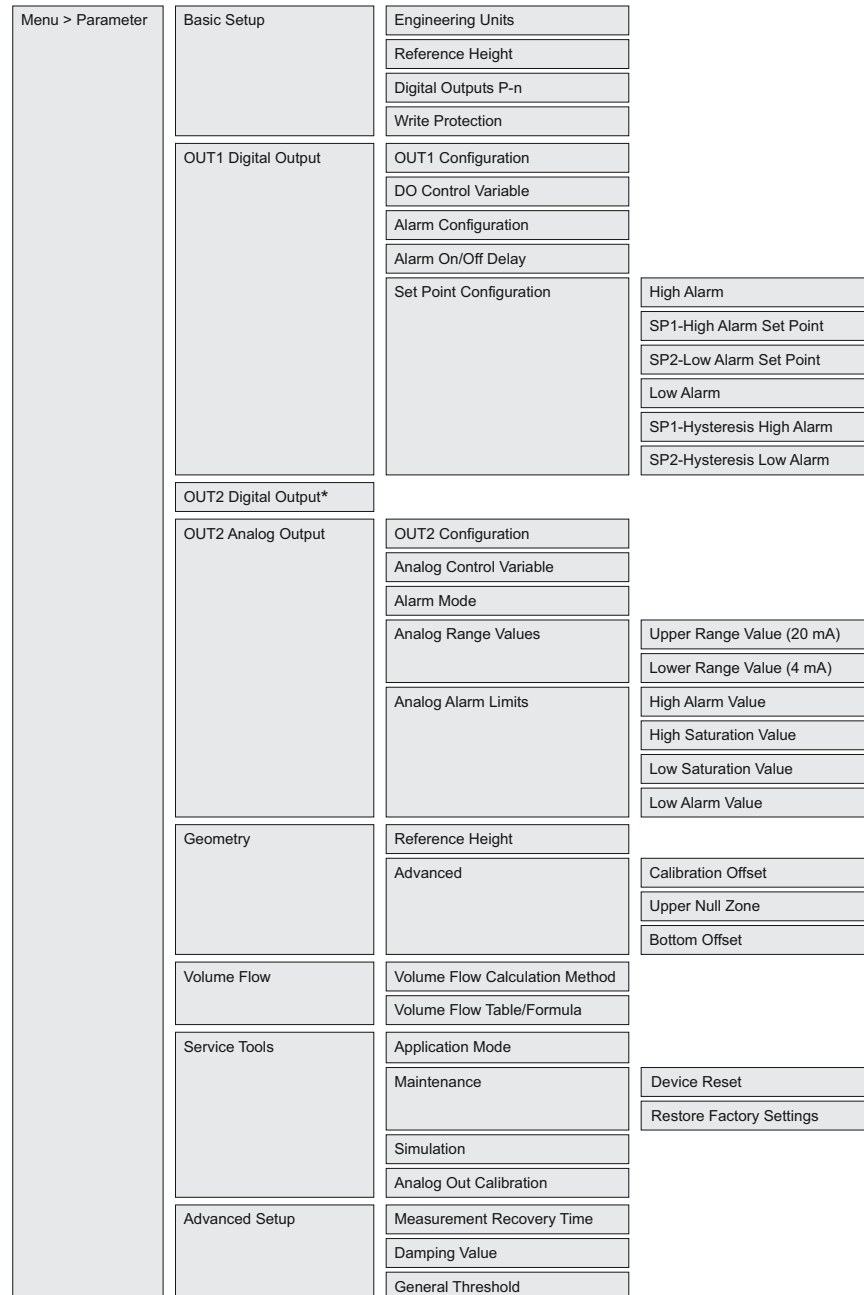 Menu > Parameter
Basic Setup
Engineering Units
Reference Height
Digital Outputs P-n
Write Protection
OUT1 Digital Output
OUT1 Configuration
DO Control Variable
Alarm Configuration
Alarm On/Off Delay
Set Point Configuration
High Alarm
SP1-High Alarm Set Point
SP2-Low Alarm Set Point
Low Alarm
SP1-Hysteresis High Alarm
SP2-Hysteresis Low Alarm
OUT2 Digital Output*
OUT2 Analog Output
OUT2 Configuration
Analog Control Variable
Alarm Mode
Analog Range Values
Upper Range Value (20 mA)
Lower Range Value (4 mA)
Analog Alarm Limits
High Alarm Value
High Saturation Value
Low Saturation Value
Low Alarm Value
Geometry
Reference Height
Advanced
Calibration Offset
Upper Null Zone
Bottom Offset
Volume Flow
Volume Flow Calculation Method
Volume Flow Table/Formula
Service Tools
Application Mode
Maintenance
Device Reset
Restore Factory Settings
Simulation
Analog Out Calibration
Advanced Setup
Measurement Recovery Time
Damping Value
General Threshold